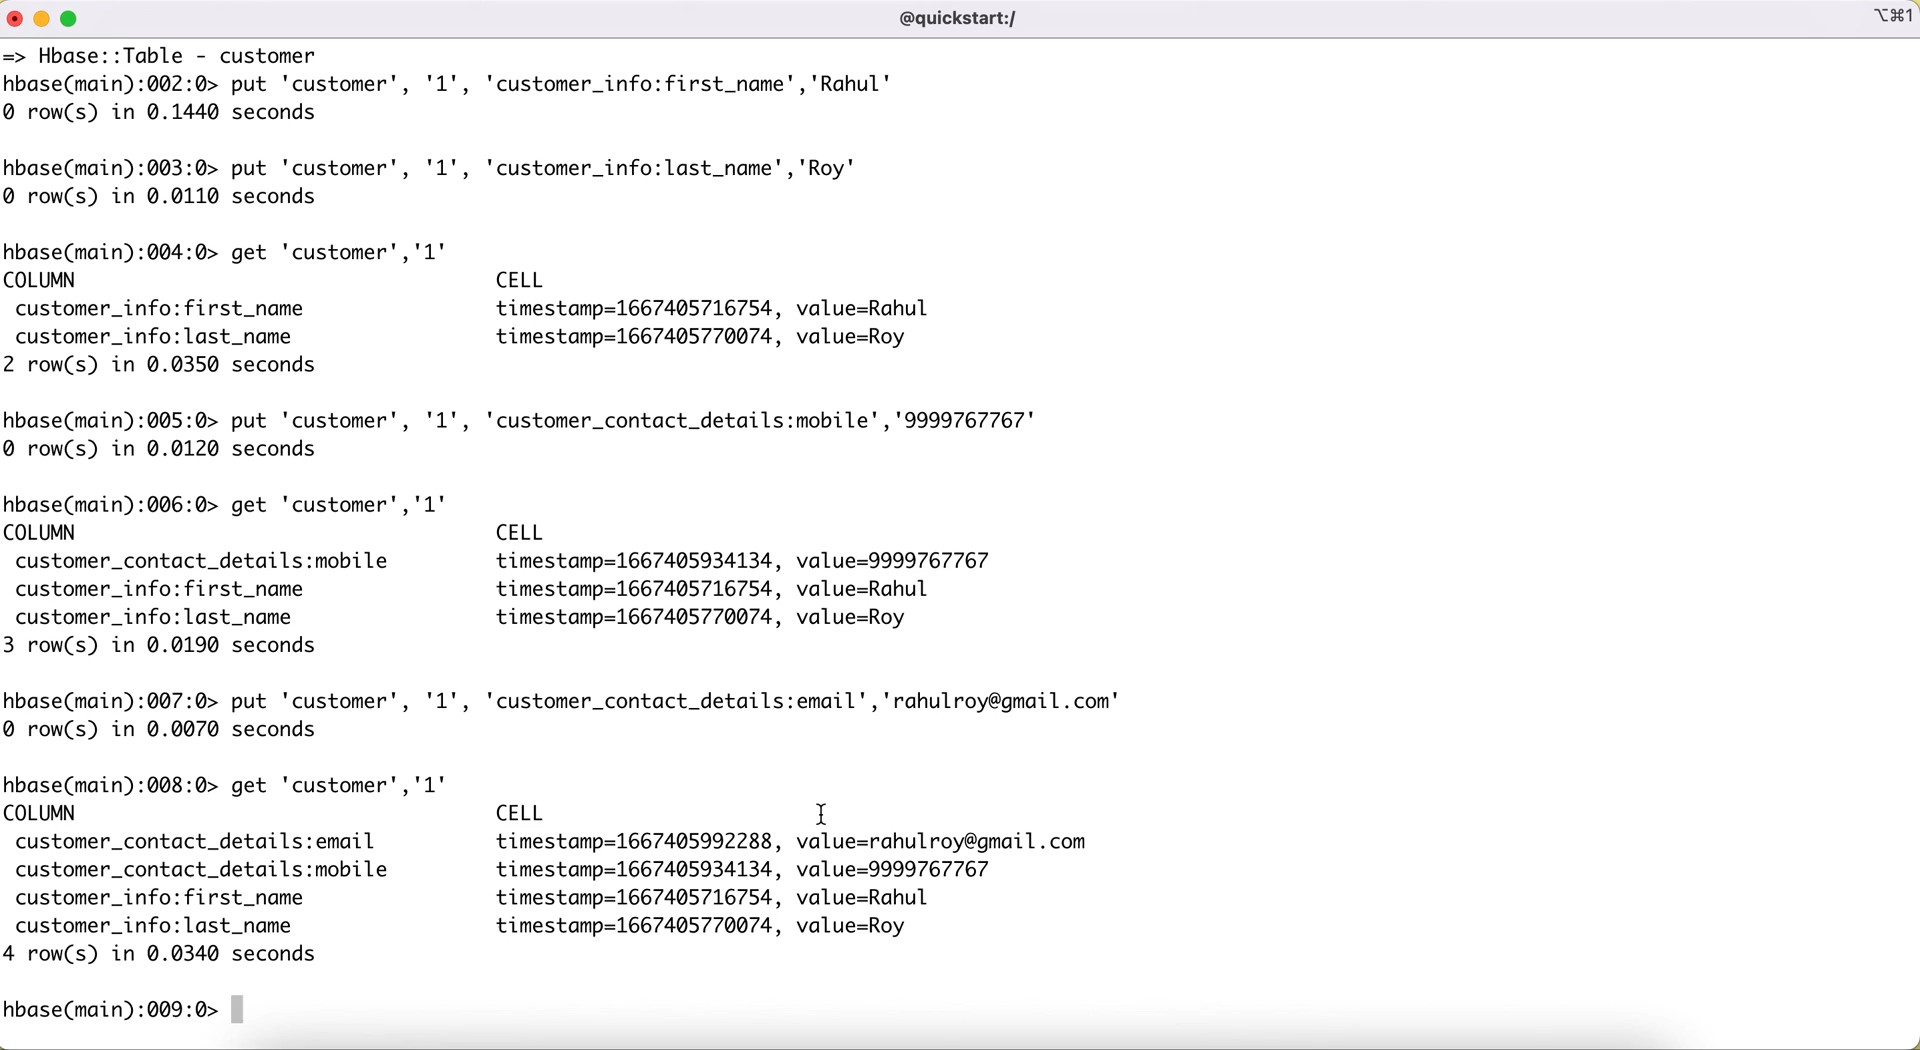 @quickstart:/
⌥⌘1
=> Hbase::Table - customer
hbase(main):002:0> put 'customer', '1', 'customer_info:first_name','Rahul'
0 row(s) in 0.1440 seconds
hbase(main):003:0> put 'customer', '1', 'customer_info:last_name','Roy'
0 row(s) in 0.0110 seconds
hbase(main):004:0> get 'customer','1'
COLUMN CELL
customer_info:first_name timestamp=1667405716754, value=Rahul
customer_info:last_name timestamp=1667405770074, value=Roy
2 row(s) in 0.0350 seconds
hbase(main):005:0> put 'customer', '1', 'customer_contact_details:mobile','9999767767'
0 row(s) in 0.0120 seconds
hbase(main):006:0> get 'customer','1'
COLUMN CELL
customer_contact_details:mobile timestamp=1667405934134, value=9999767767
customer_info:first_name timestamp=1667405716754, value=Rahul
customer_info:last_name timestamp=1667405770074, value=Roy
3 row(s) in 0.0190 seconds
hbase(main):007:0> put 'customer', '1', 'customer_contact_details:email','rahulroy@gmail.com'
0 row(s) in 0.0070 seconds
hbase(main):008:0> get 'customer','1'
COLUMN CELL
customer_contact_details:email timestamp=1667405992288, value=rahulroy@gmail.com
customer_contact_details:mobile timestamp=1667405934134, value=9999767767
customer_info:first_name timestamp=1667405716754, value=Rahul
customer_info:last_name timestamp=1667405770074, value=Roy
4 row(s) in 0.0340 seconds
hbase(main):009:0>